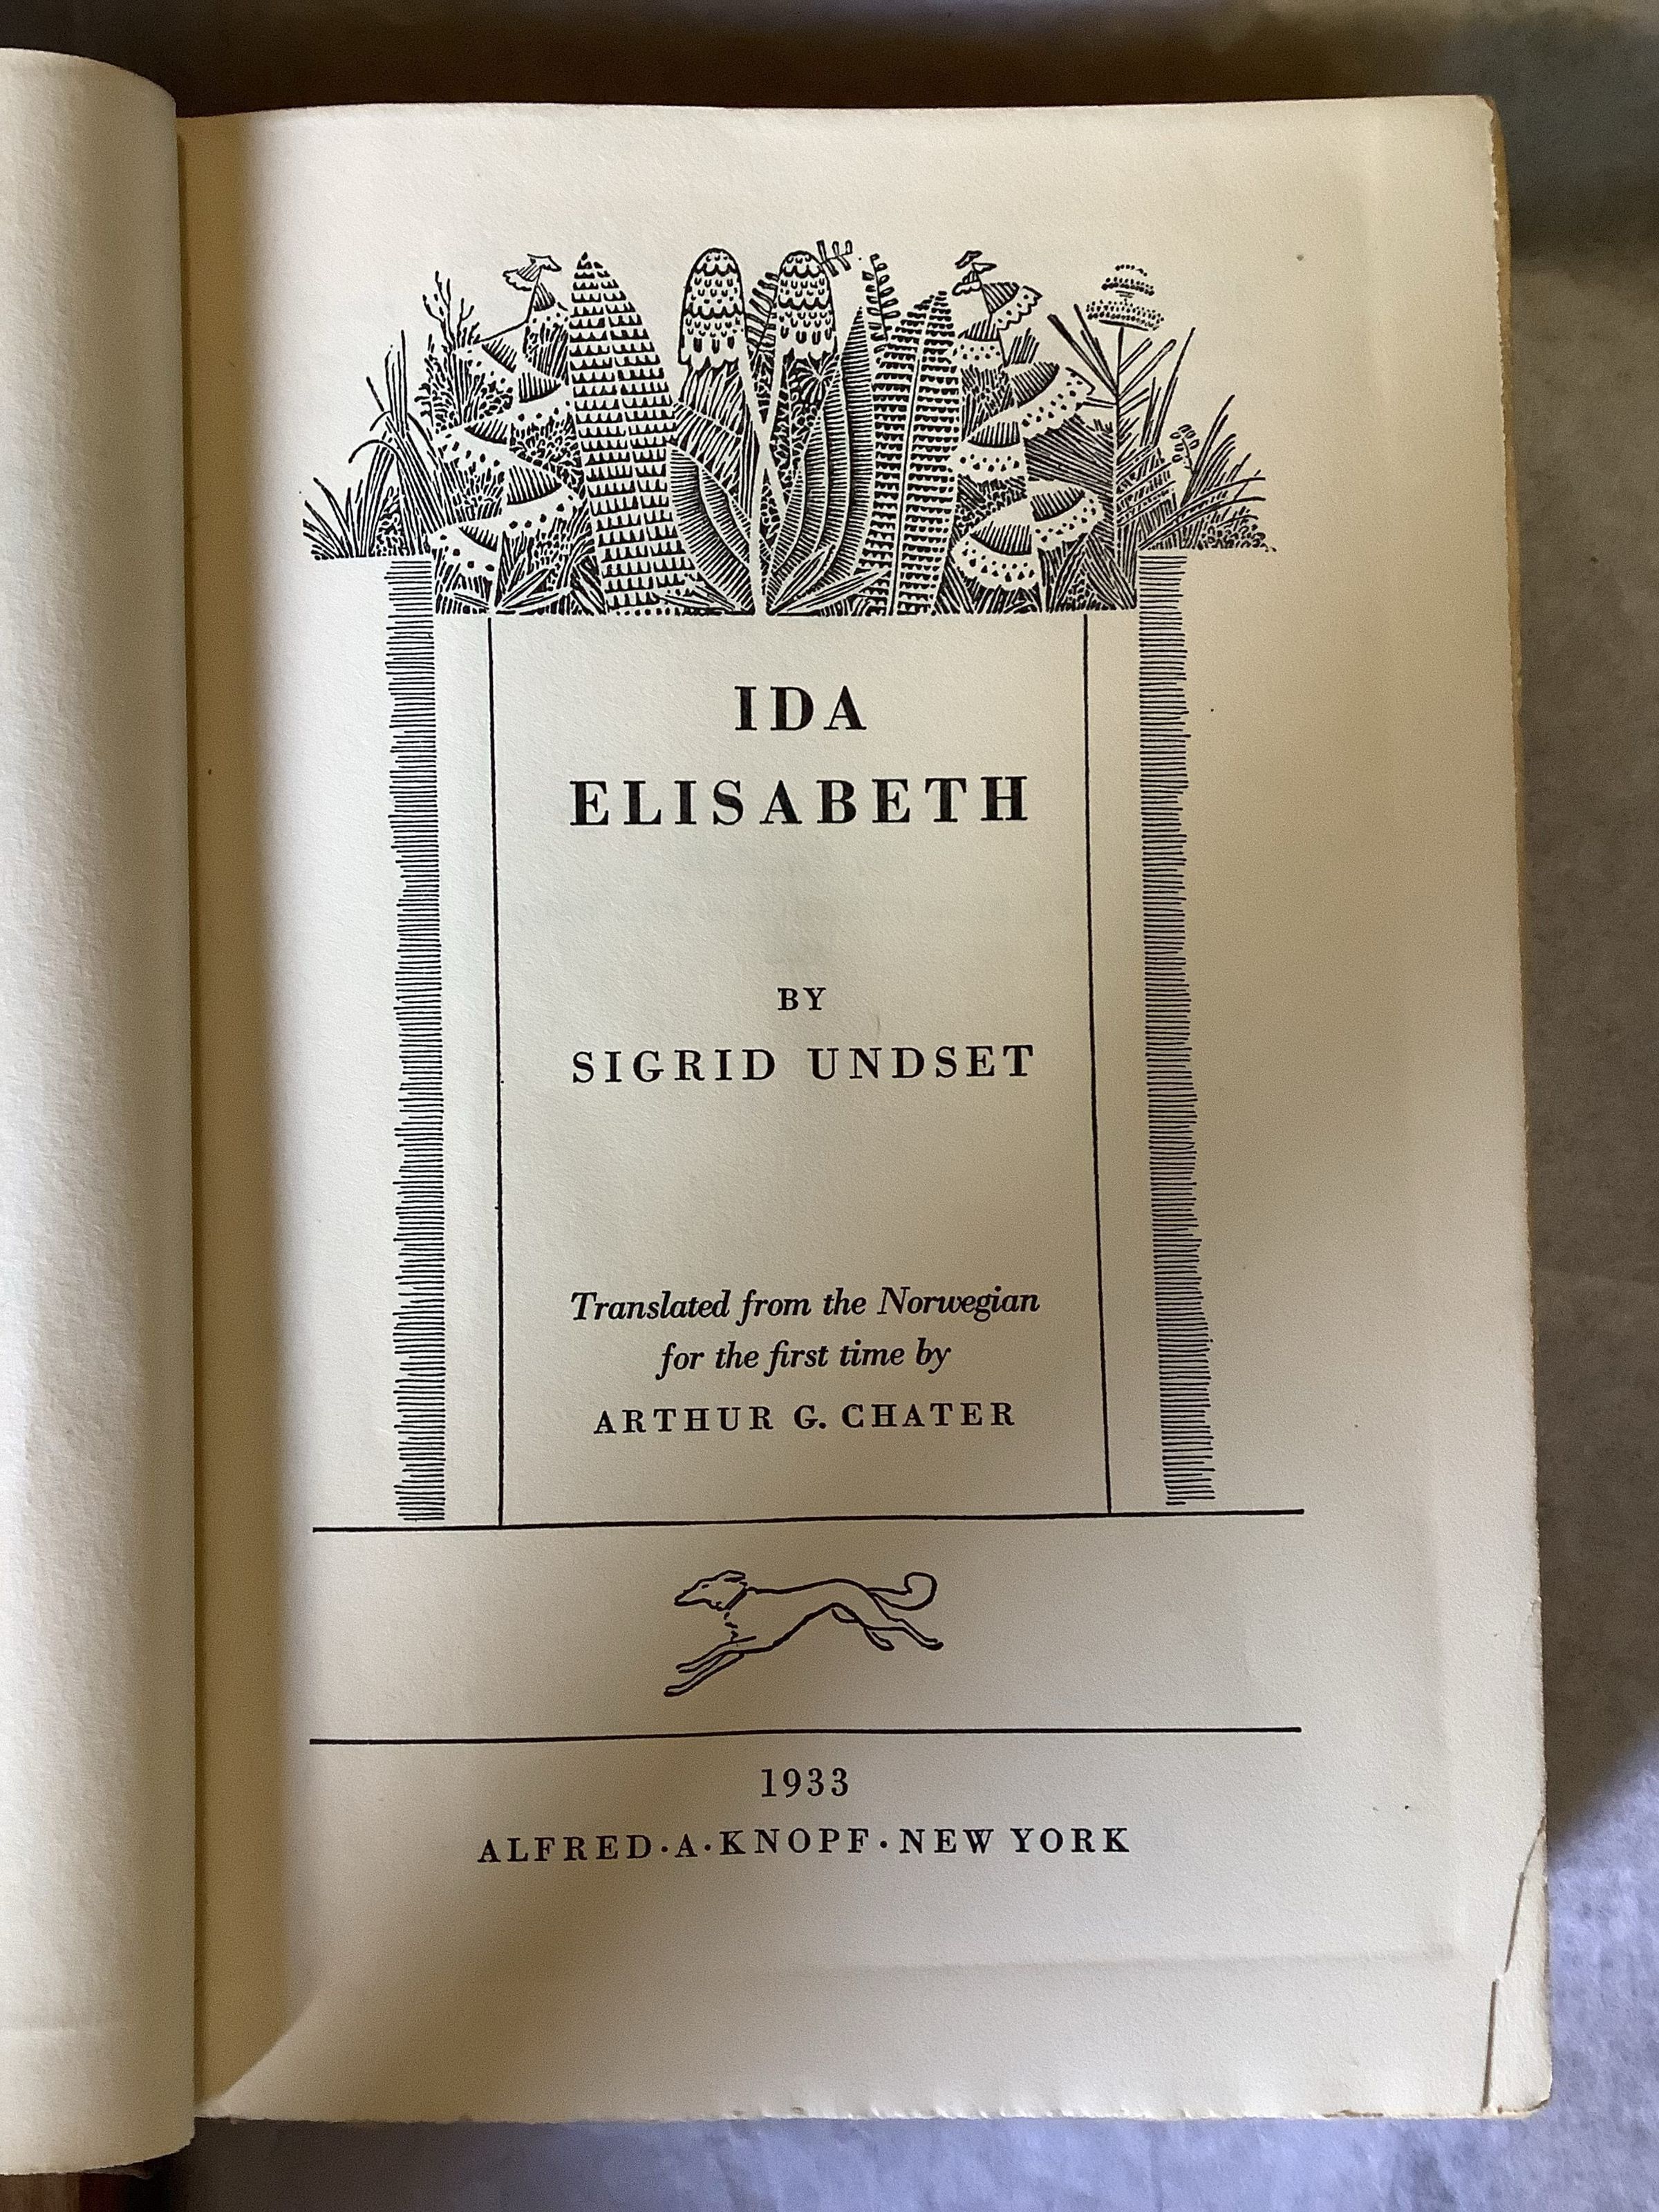 IDA
ELISABETH
BY
SIGRID UNDSET
Translated from the Norwegian
for the first time by
ARTHUR G. CHATER
1933
ALFRED·A·KNOPF·NEW YORK